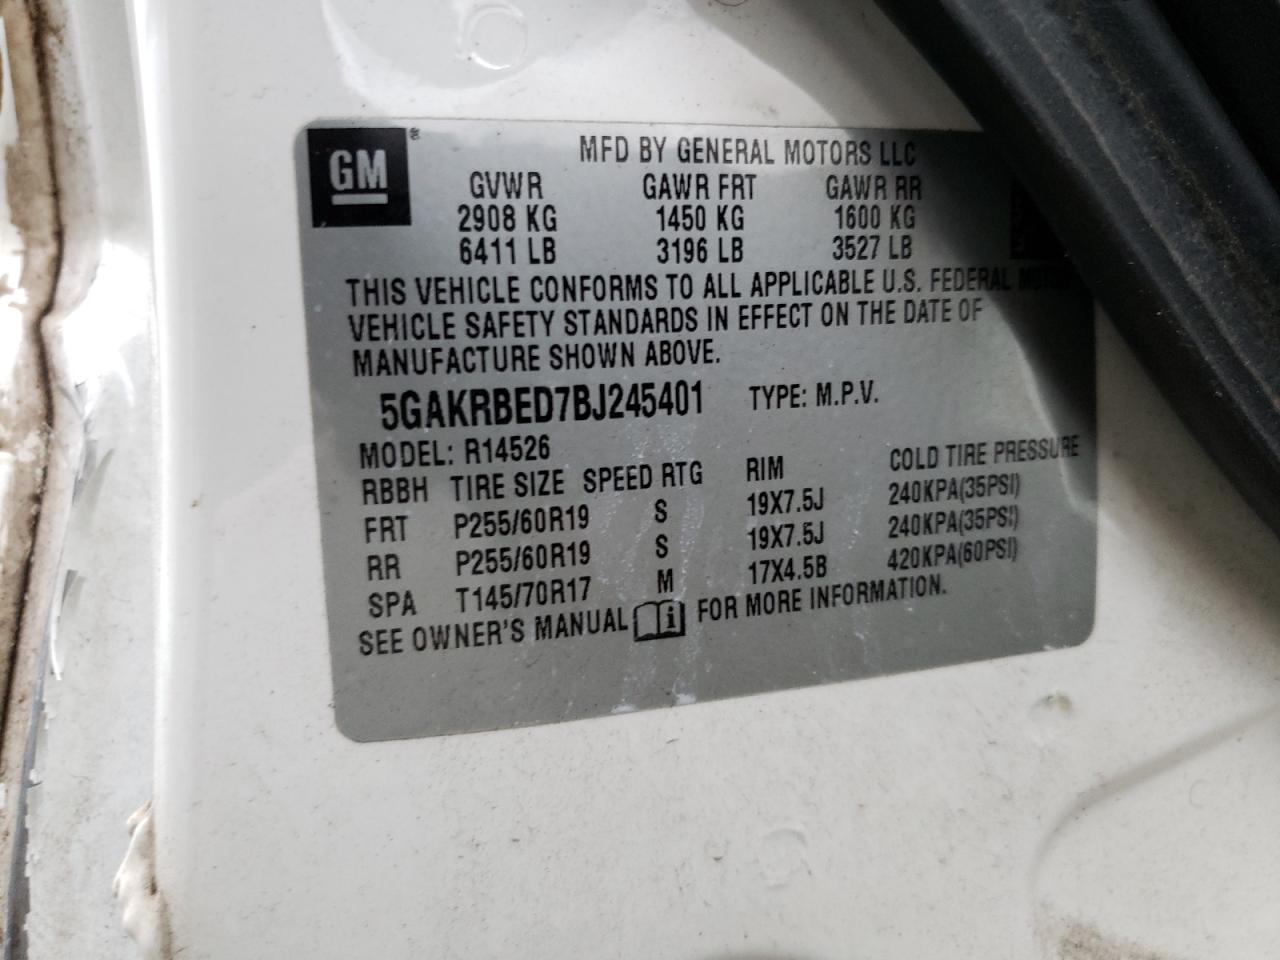 GM
MFD BY GENERAL MOTORS LLC
GVWR GAWR FRT GAWR RR
2908 KG 1450 KG 1600 KG
6411 LB 3196 LB 3527 LB
THIS VEHICLE CONFORMS TO ALL APPLICABLE U.S. FEDERAL MOTOR
VEHICLE SAFETY STANDARDS IN EFFECT ON THE DATE OF
MANUFACTURE SHOWN ABOVE.
5GAKRBED7BJ245401 TYPE: M.P.V.
MODEL: R14526
RBBH TIRE SIZE SPEED RTG RIM COLD TIRE PRESSURE
FRT P255/60R19 S 19X7.5J 240KPA(35PSI)
RR P255/60R19 S 19X7.5J 240KPA(35PSI)
SPA T145/70R17 M 17X4.5B 420KPA(60PSI)
SEE OWNER'S MANUAL i FOR MORE INFORMATION.